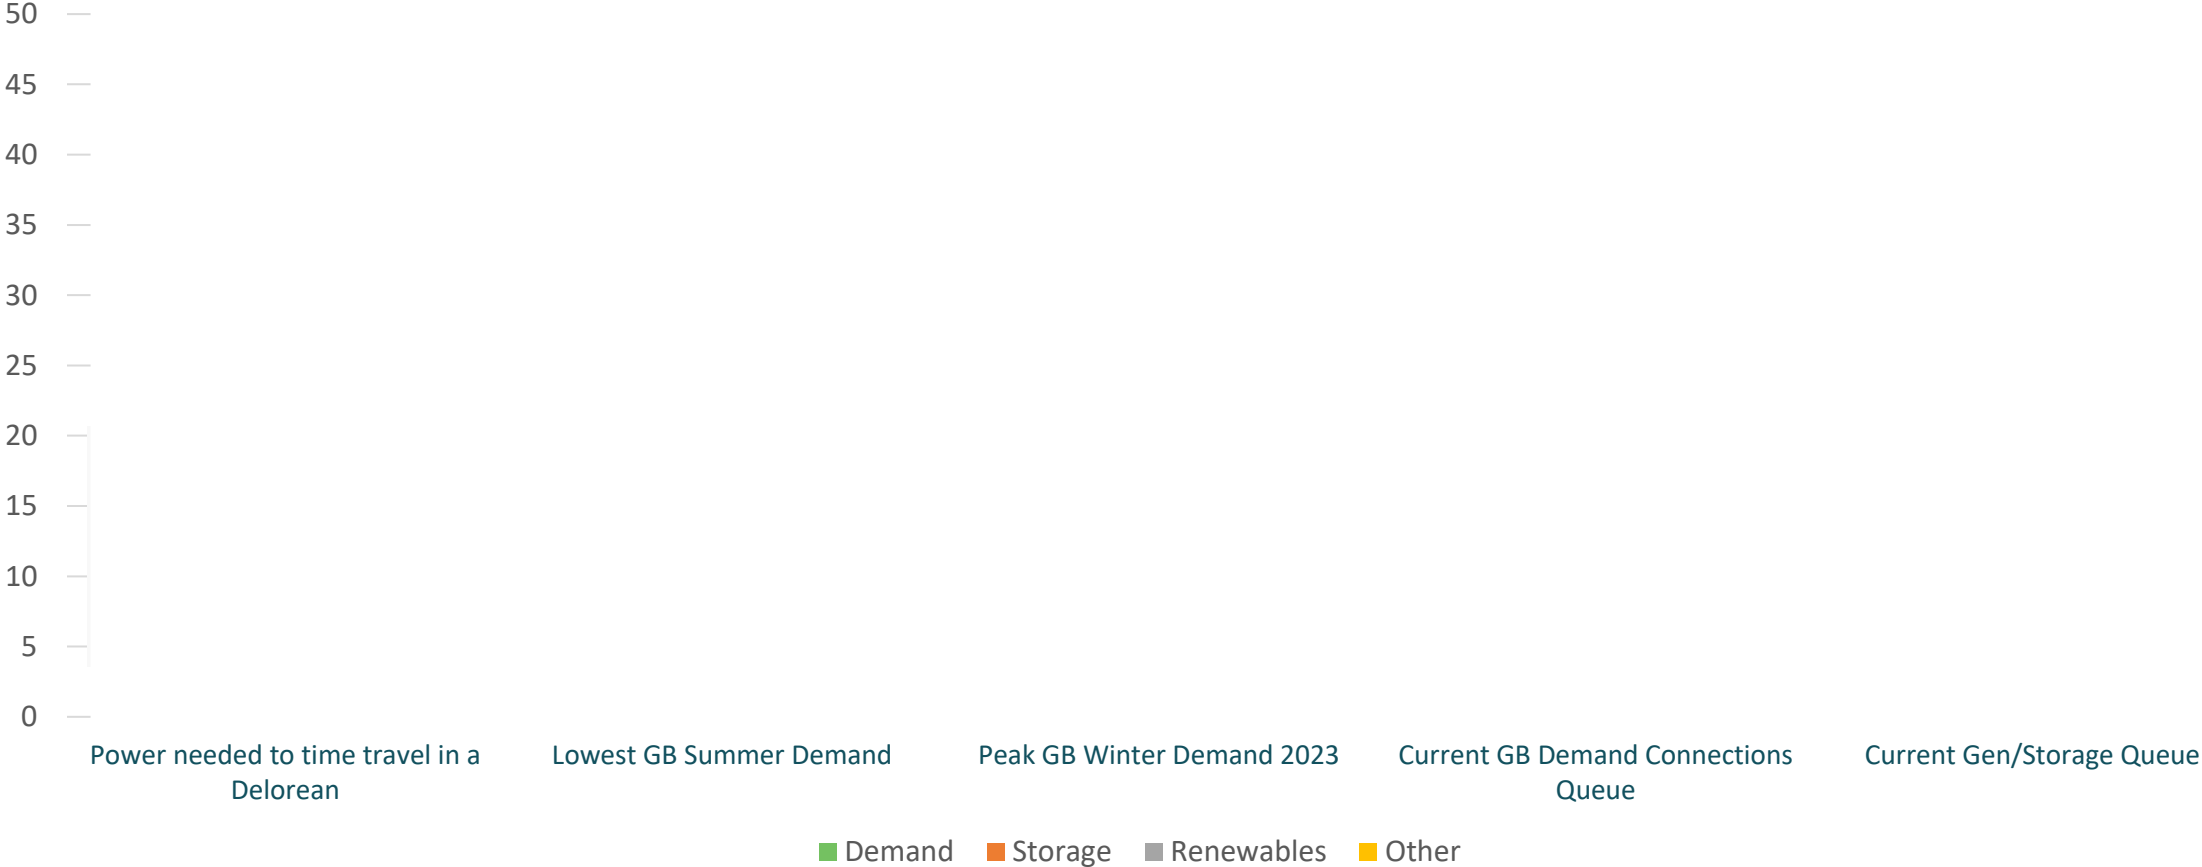 50
45
40
35
30
25
20
15
10
5
0
Power needed to time travel in a
Delorean
Lowest GB Summer Demand
Peak GB Winter Demand 2023
Current GB Demand Connections
Queue
Current Gen/Storage Queue
Demand Storage Renewables Other